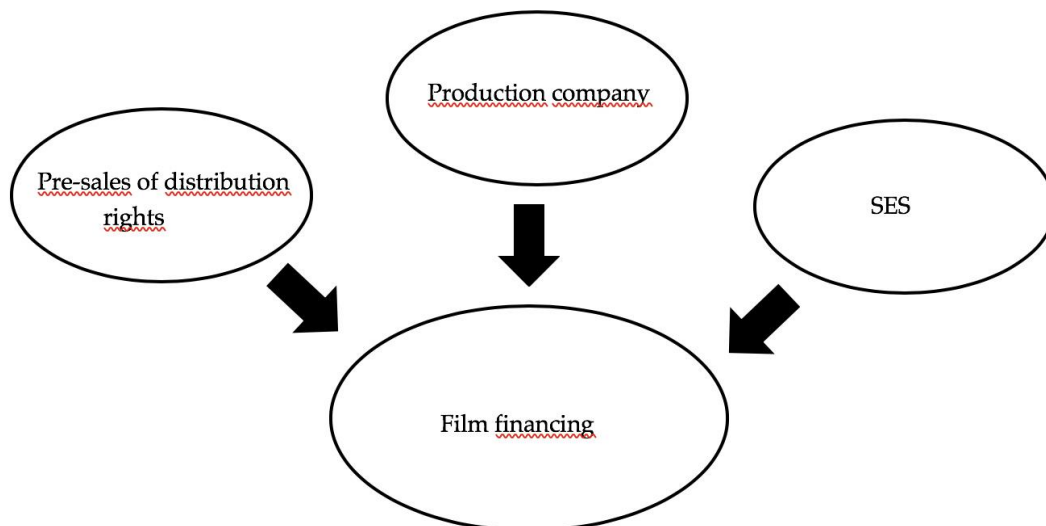 Production company
Pre-sales of distribution
rights
SES
Film financing